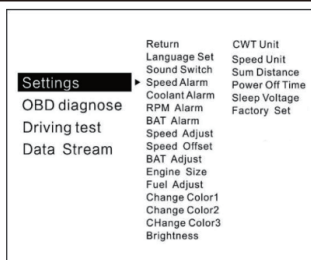 Settings
OBD diagnose
Driving test
Data Stream
Return
Language Set
Sound Switch
Speed Alarm
Coolant Alarm
RPM Alarm
BAT Alarm
Speed Adjust
Speed Offset
BAT Adjust
Engine Size
Fuel Adjust
Change Color1
Change Color2
CHange Color3
Brightness
CWT Unit
Speed Unit
Sum Distance
Power Off Time
Sleep Voltage
Factory Set